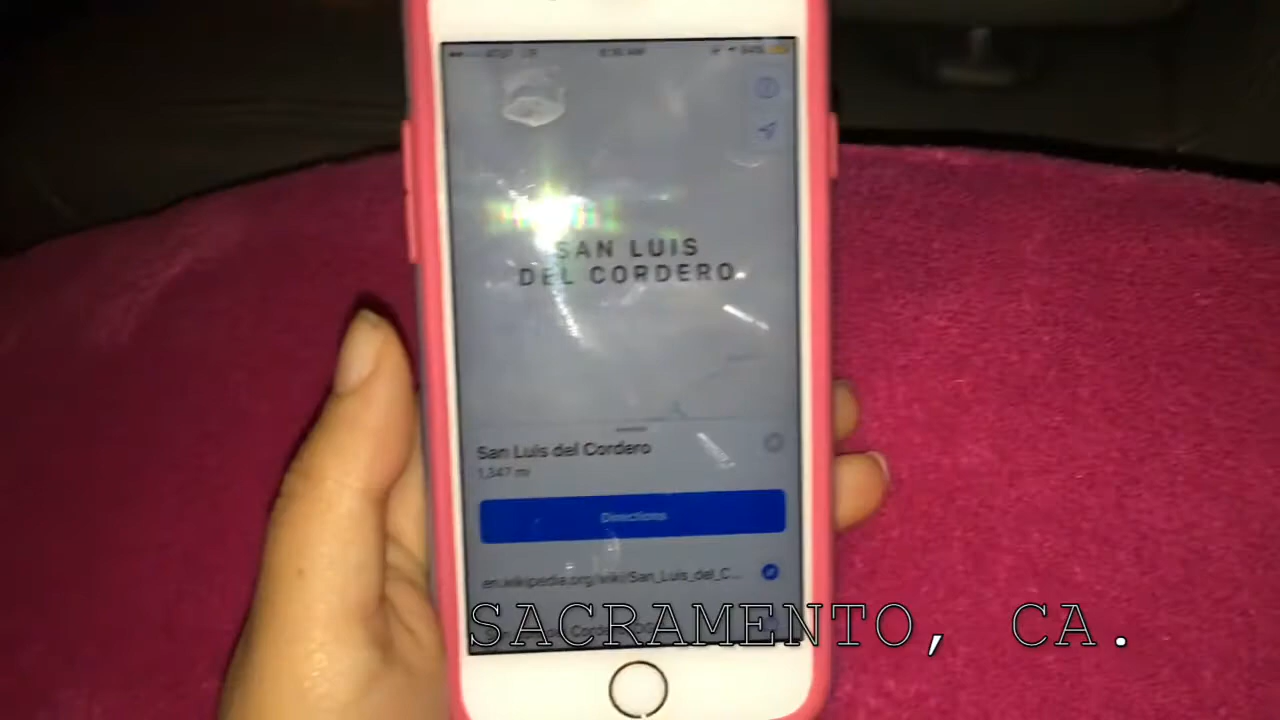 SAN LUIS
DEL CORDERO
San Luis del Cordero
1,347 mi
Directions
en.wikipedia.org/wiki/San_Luis_del_C...
SACRAMENTO, CA.